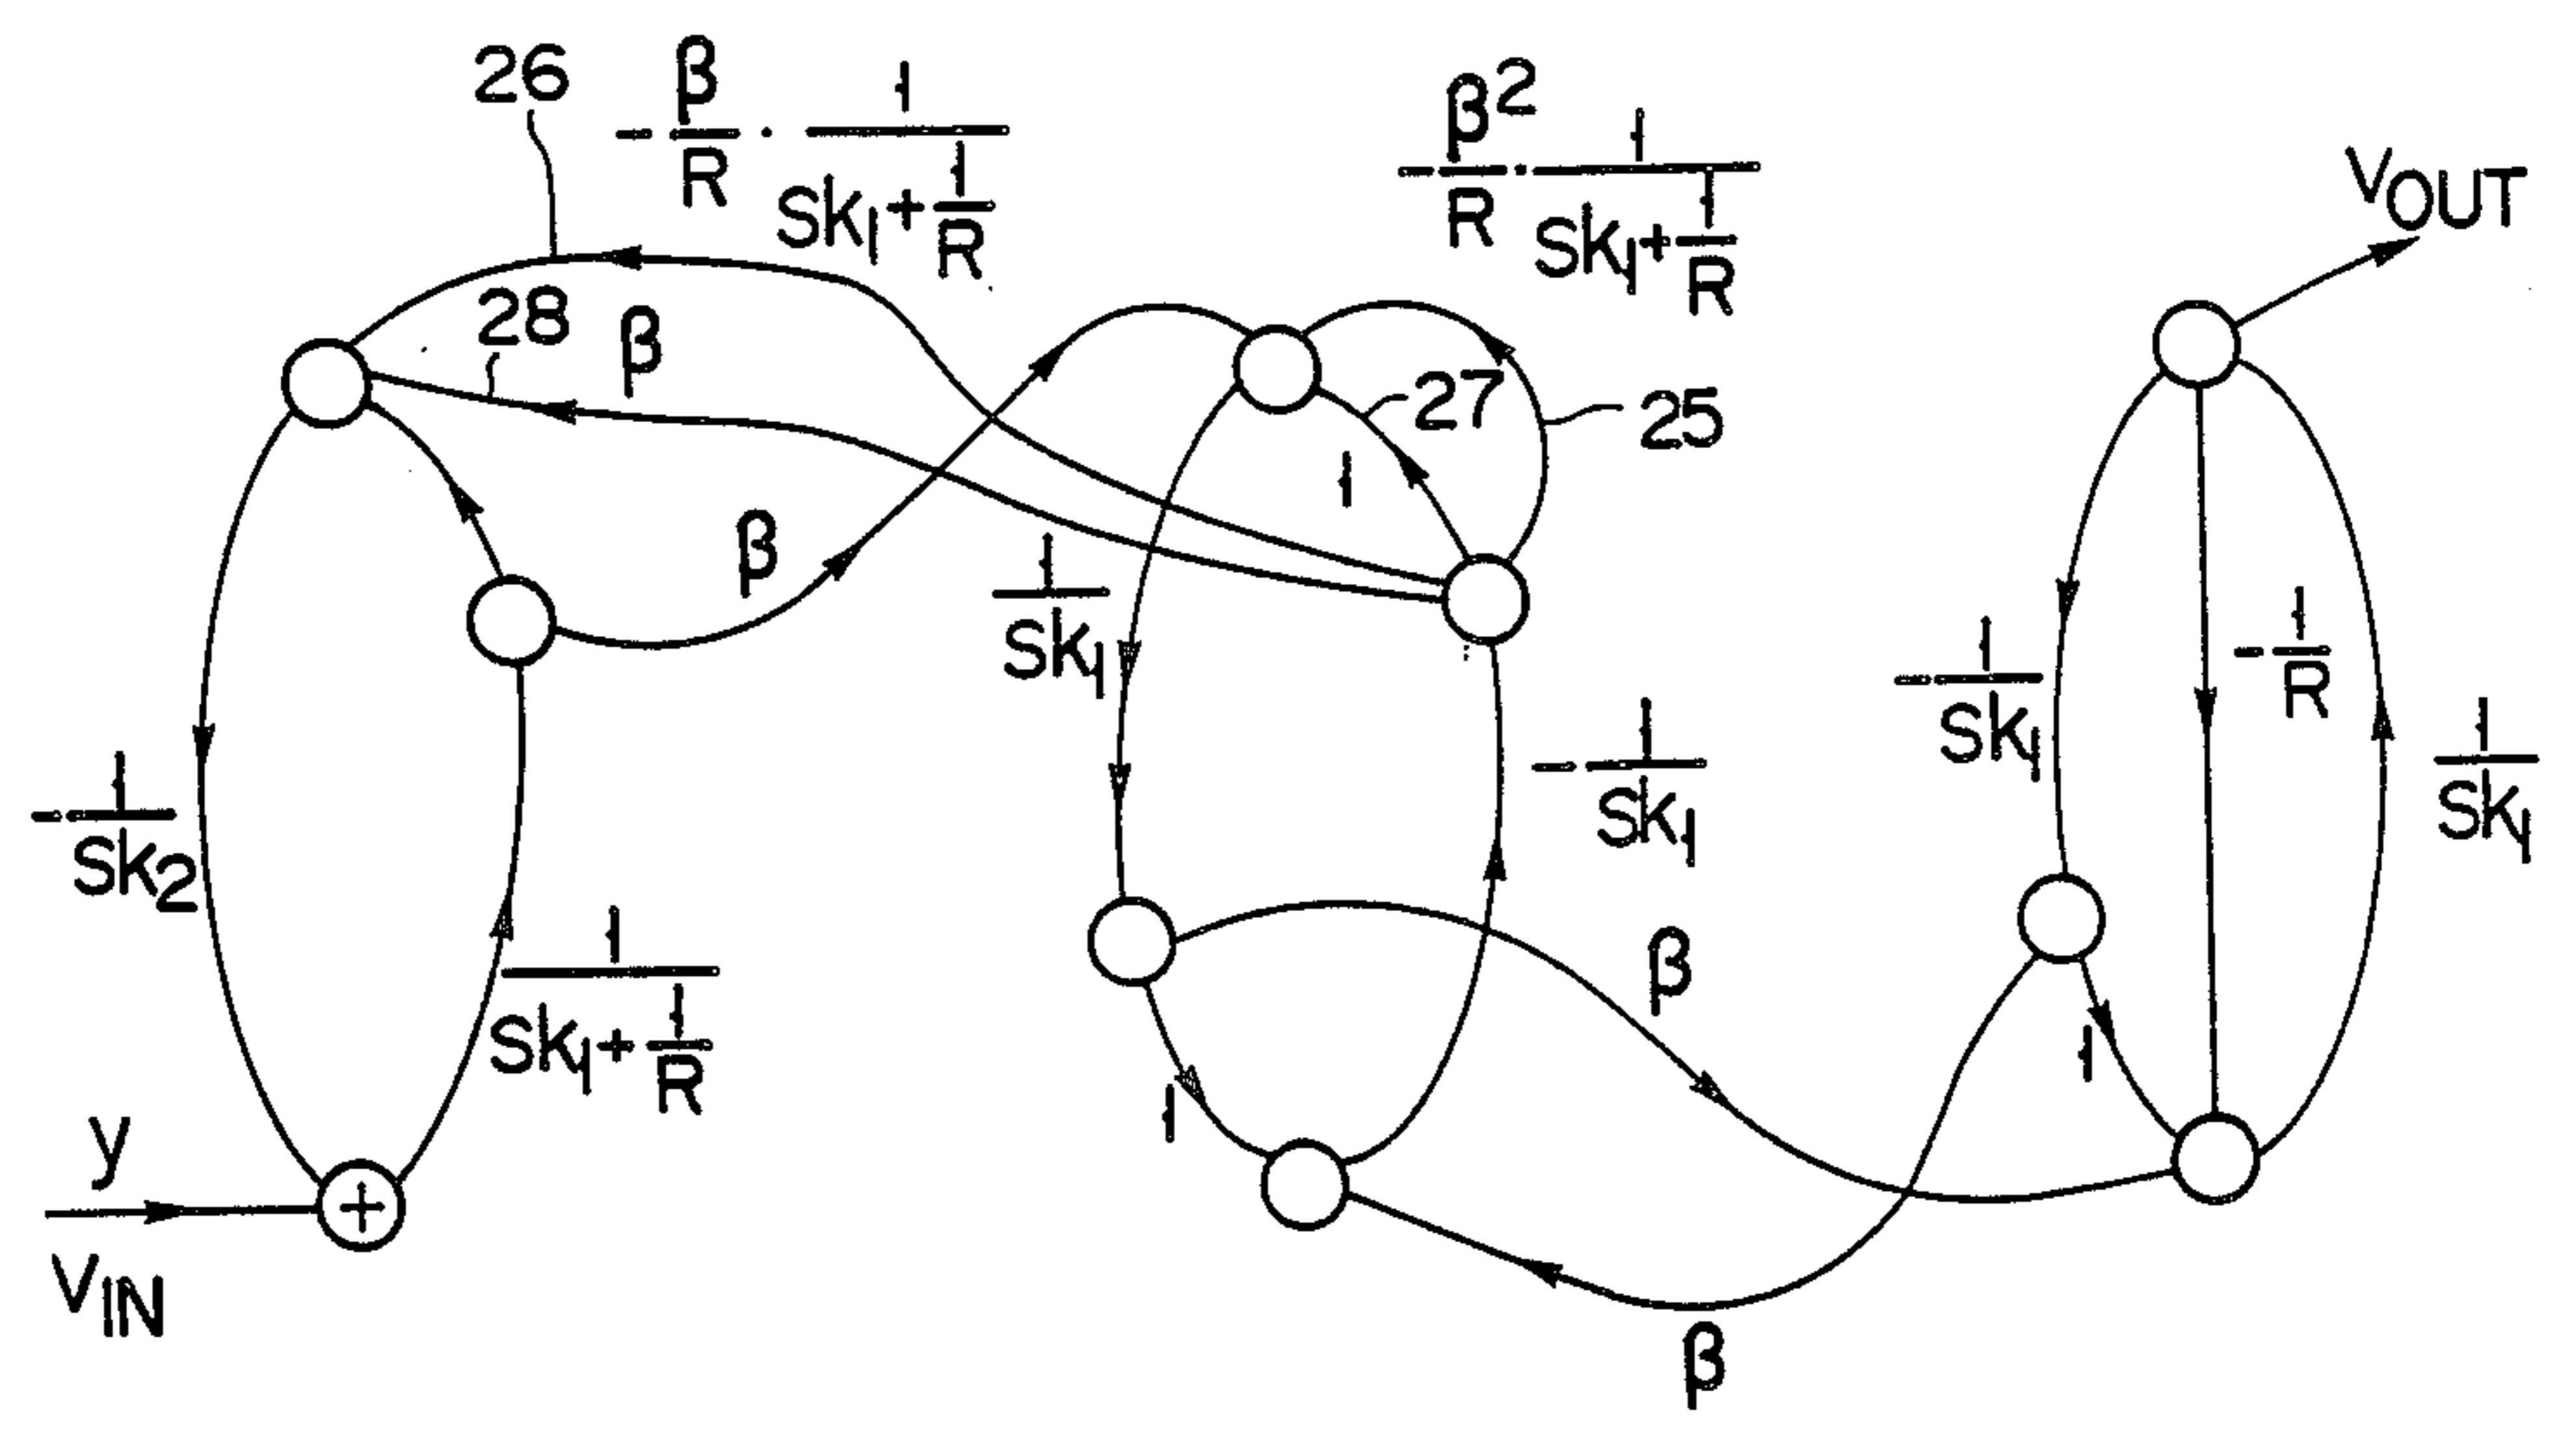 26
-β/R · 1/(Sk₁+1/R)
-β²/R · 1/(Sk₁+1/R)
VOUT
28
β
27
25
1
β
1/Sk₁
-1/Sk₁
-1/R
-1/Sk₁
1/Sk₁
-1/Sk₂
1/(Sk₁+1/R)
β
1
1
y
+
VIN
β